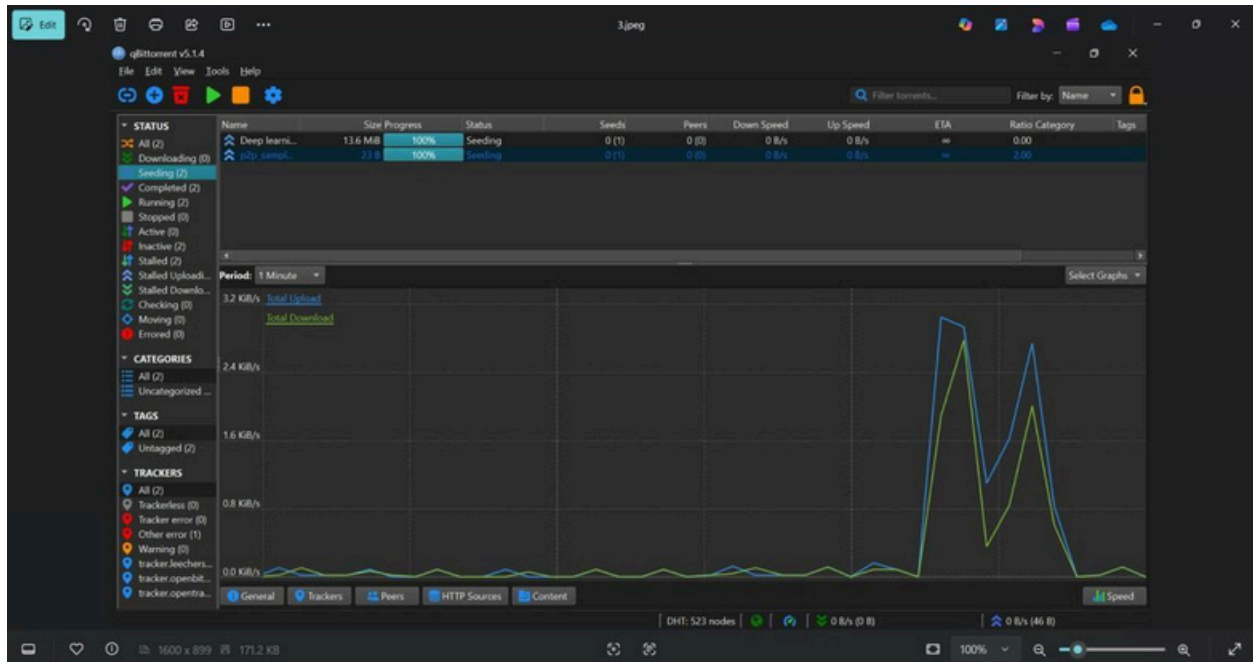 Edit
3.jpeg
qBittorrent v5.1.4
File Edit View Tools Help
Filter torrents...
Filter by: Name
STATUS
All (2)
Downloading (0)
Seeding (2)
Completed (2)
Running (2)
Stopped (0)
Active (0)
Inactive (2)
Stalled (2)
Stalled Uploadi...
Stalled Downlo...
Checking (0)
Moving (0)
Errored (0)
CATEGORIES
All (2)
Uncategorized ...
TAGS
All (2)
Untagged (2)
TRACKERS
All (2)
Trackerless (0)
Tracker error (0)
Other error (1)
Warning (0)
tracker.leechers...
tracker.openbit...
tracker.opentra...
Name Size Progress Status Seeds Peers Down Speed Up Speed ETA Ratio Category Tags
Deep learni... 13.6 MiB 100% Seeding 0 (1) 0 (0) 0 B/s 0 B/s ∞ 0.00
p2p_sampl... 23 B 100% Seeding 0 (1) 0 (0) 0 B/s 0 B/s ∞ 2.00
Period: 1 Minute
Select Graphs
3.2 KiB/s
Total Upload
Total Download
2.4 KiB/s
1.6 KiB/s
0.8 KiB/s
0.0 KiB/s
General Trackers Peers HTTP Sources Content Speed
DHT: 523 nodes 0 B/s (0 B) 0 B/s (46 B)
1600 x 899 171.2 KB 100%